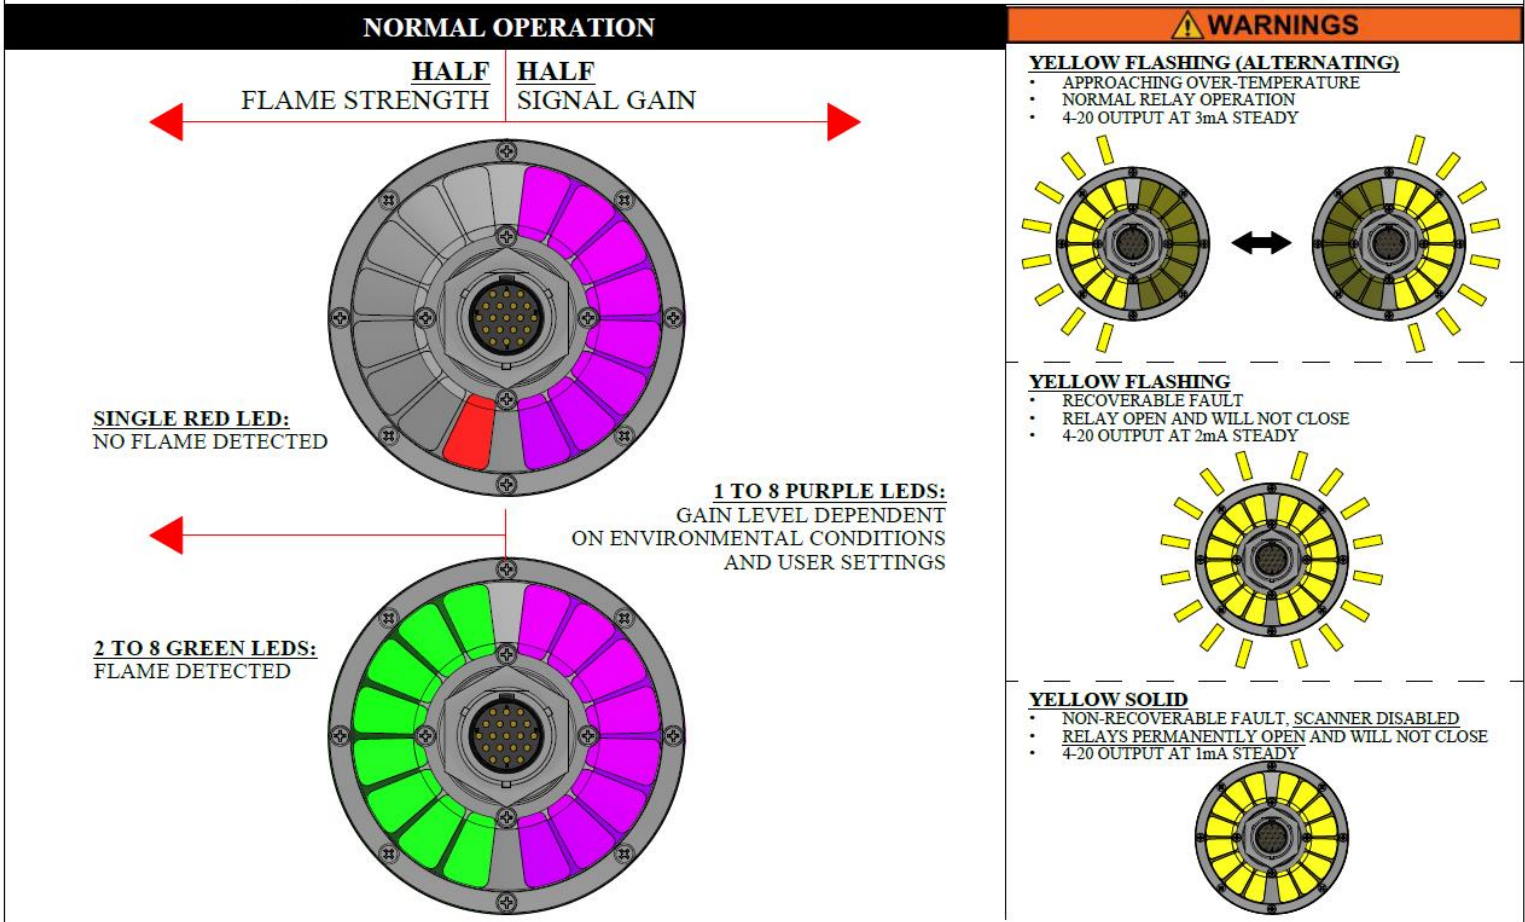 NORMAL OPERATION
HALF
FLAME STRENGTH
HALF
SIGNAL GAIN
SINGLE RED LED:
NO FLAME DETECTED
1 TO 8 PURPLE LEDS:
GAIN LEVEL DEPENDENT
ON ENVIRONMENTAL CONDITIONS
AND USER SETTINGS
2 TO 8 GREEN LEDS:
FLAME DETECTED
WARNINGS
YELLOW FLASHING (ALTERNATING)
• APPROACHING OVER-TEMPERATURE
• NORMAL RELAY OPERATION
• 4-20 OUTPUT AT 3mA STEADY
YELLOW FLASHING
• RECOVERABLE FAULT
• RELAY OPEN AND WILL NOT CLOSE
• 4-20 OUTPUT AT 2mA STEADY
YELLOW SOLID
• NON-RECOVERABLE FAULT, SCANNER DISABLED
• RELAYS PERMANENTLY OPEN AND WILL NOT CLOSE
• 4-20 OUTPUT AT 1mA STEADY